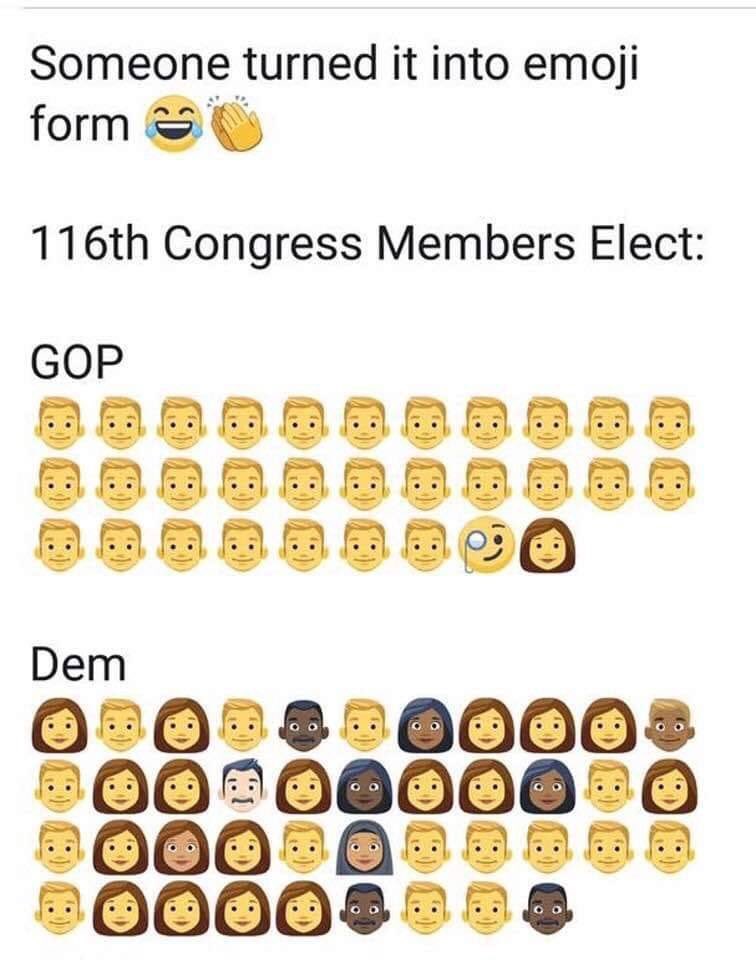 Someone turned it into emoji
form 😂👏
116th Congress Members Elect:
GOP
Dem